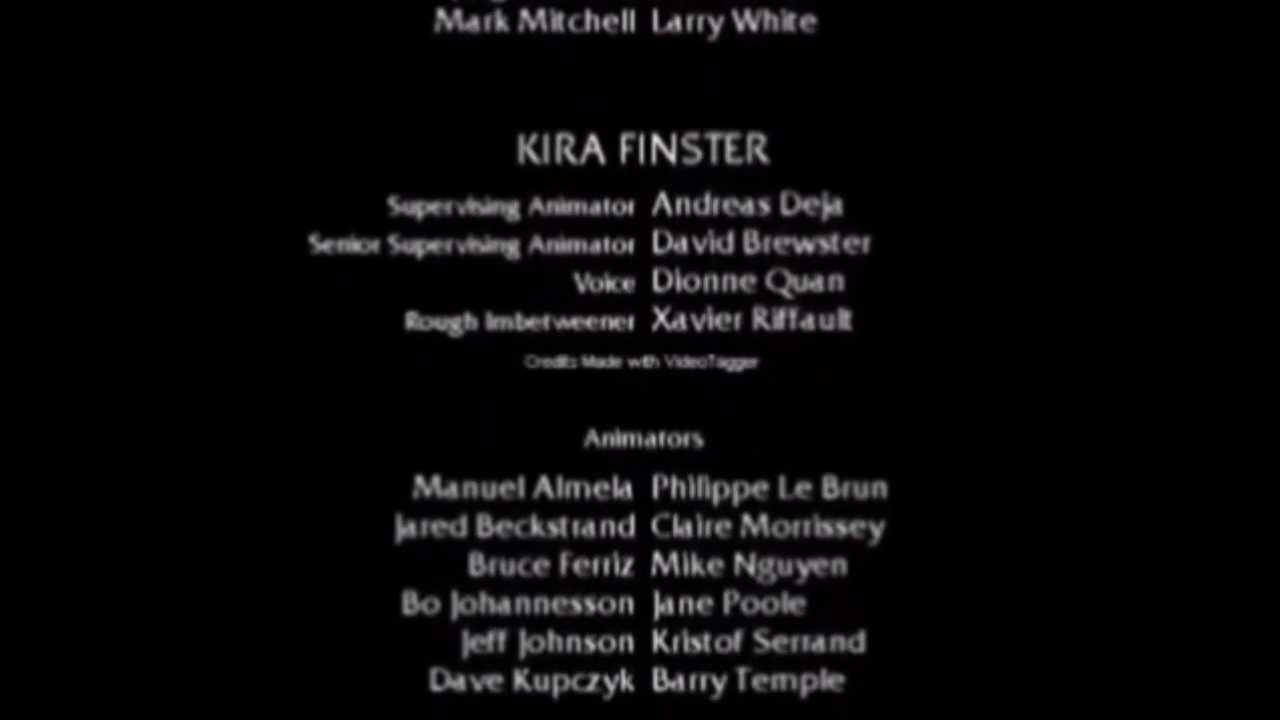 Mark Mitchell Larry White
KIRA FINSTER
Supervising Animator Andreas Deja
Senior Supervising Animator David Brewster
Voice Dionne Quan
Rough Imbetweener Xavier Riffault
Credits Made with VideoTagger
Animators
Manuel Almela Philippe Le Brun
Jared Beckstrand Claire Morrissey
Bruce Ferriz Mike Nguyen
Bo Johannesson Jane Poole
Jeff Johnson Kristof Serrand
Dave Kupczyk Barry Temple